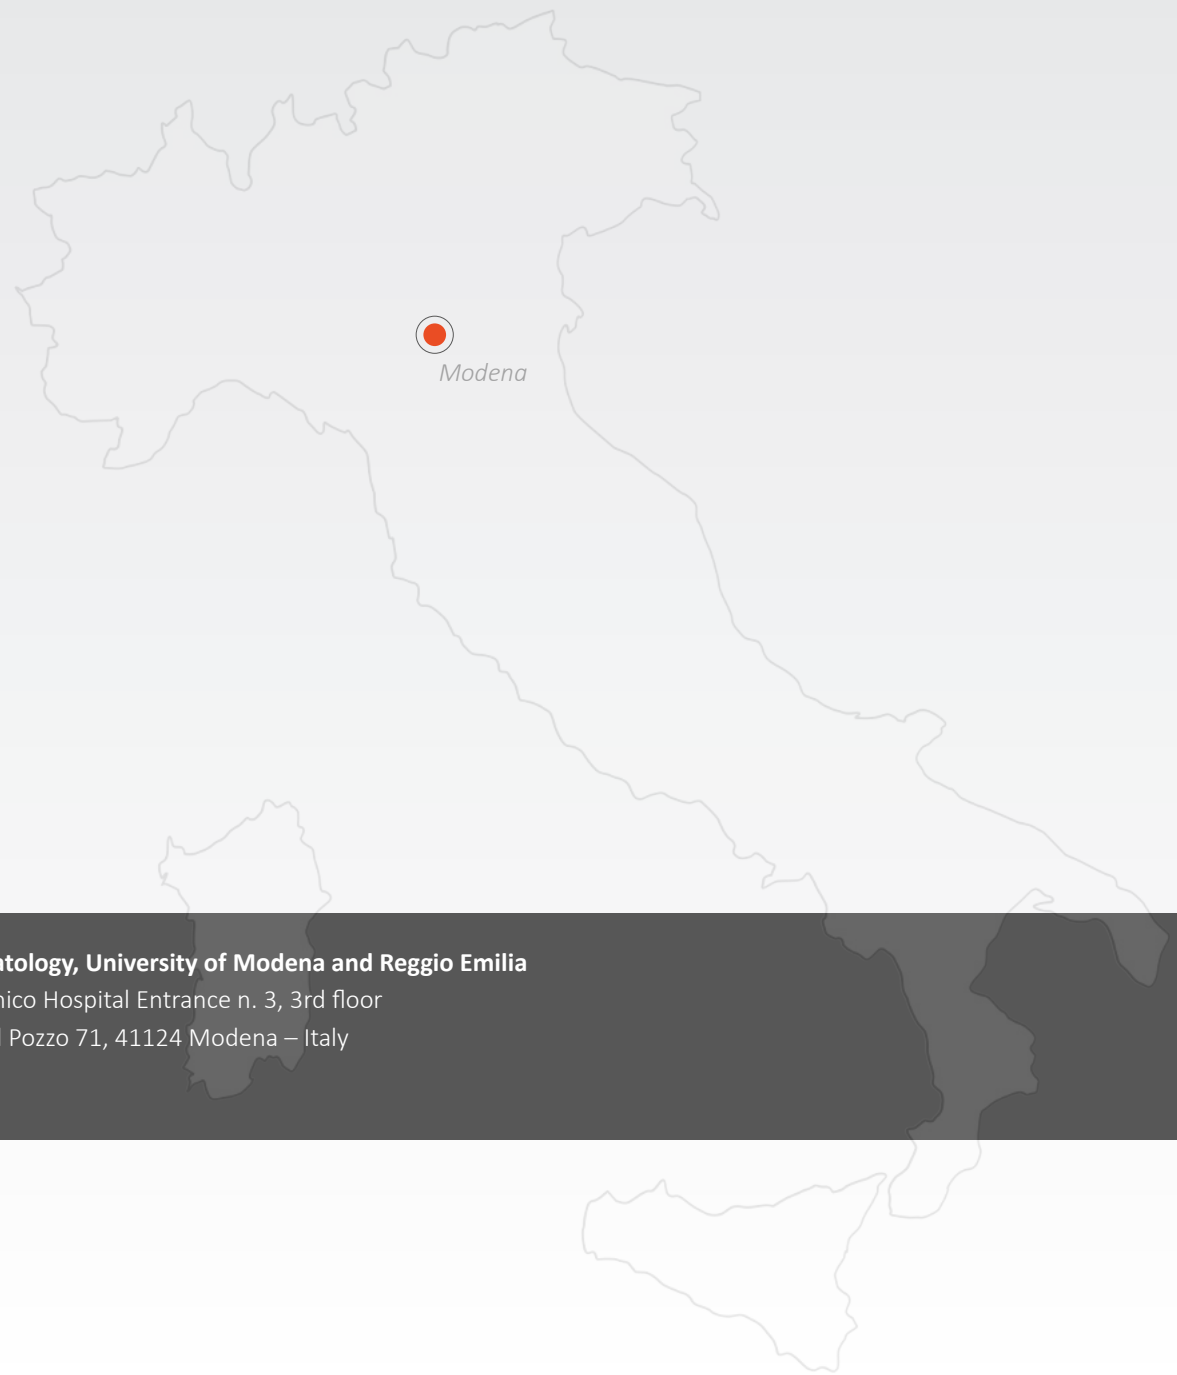 Modena
atology, University of Modena and Reggio Emilia
nico Hospital Entrance n. 3, 3rd floor
Pozzo 71, 41124 Modena – Italy